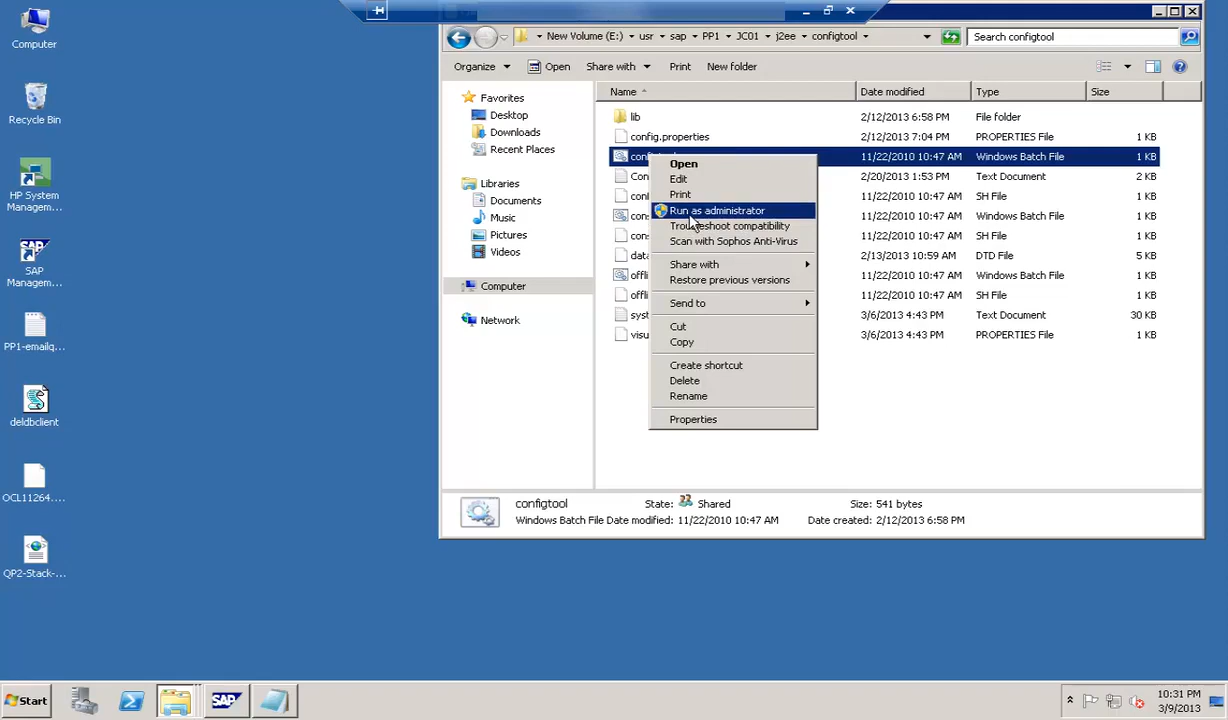 Computer
Recycle Bin
HP System
Managem...
SAP
Managem...
PP1-emailq...
deldbclient
OCL11264....
QP2-Stack-...
New Volume (E:)
usr
sap
PP1
JC01
j2ee
configtool
Search configtool
Organize
Open
Share with
Print
New folder
Favorites
Desktop
Downloads
Recent Places
Libraries
Documents
Music
Pictures
Videos
Computer
Network
Name
Date modified
Type
Size
lib
2/12/2013 6:58 PM
File folder
config.properties
2/12/2013 7:04 PM
PROPERTIES File
1 KB
11/22/2010 10:47 AM
Windows Batch File
1 KB
2/20/2013 1:53 PM
Text Document
2 KB
11/22/2010 10:47 AM
SH File
1 KB
11/22/2010 10:47 AM
Windows Batch File
1 KB
11/22/2010 10:47 AM
SH File
1 KB
2/13/2013 10:59 AM
DTD File
5 KB
11/22/2010 10:47 AM
Windows Batch File
1 KB
11/22/2010 10:47 AM
SH File
1 KB
3/6/2013 4:43 PM
Text Document
30 KB
3/6/2013 4:43 PM
PROPERTIES File
1 KB
Open
Edit
Print
Run as administrator
Troubleshoot compatibility
Scan with Sophos Anti-Virus
Share with
Restore previous versions
Send to
Cut
Copy
Create shortcut
Delete
Rename
Properties
configtool
State: Shared
Size: 541 bytes
Windows Batch File
Date modified: 11/22/2010 10:47 AM
Date created: 2/12/2013 6:58 PM
Start
SAP
10:31 PM
3/9/2013